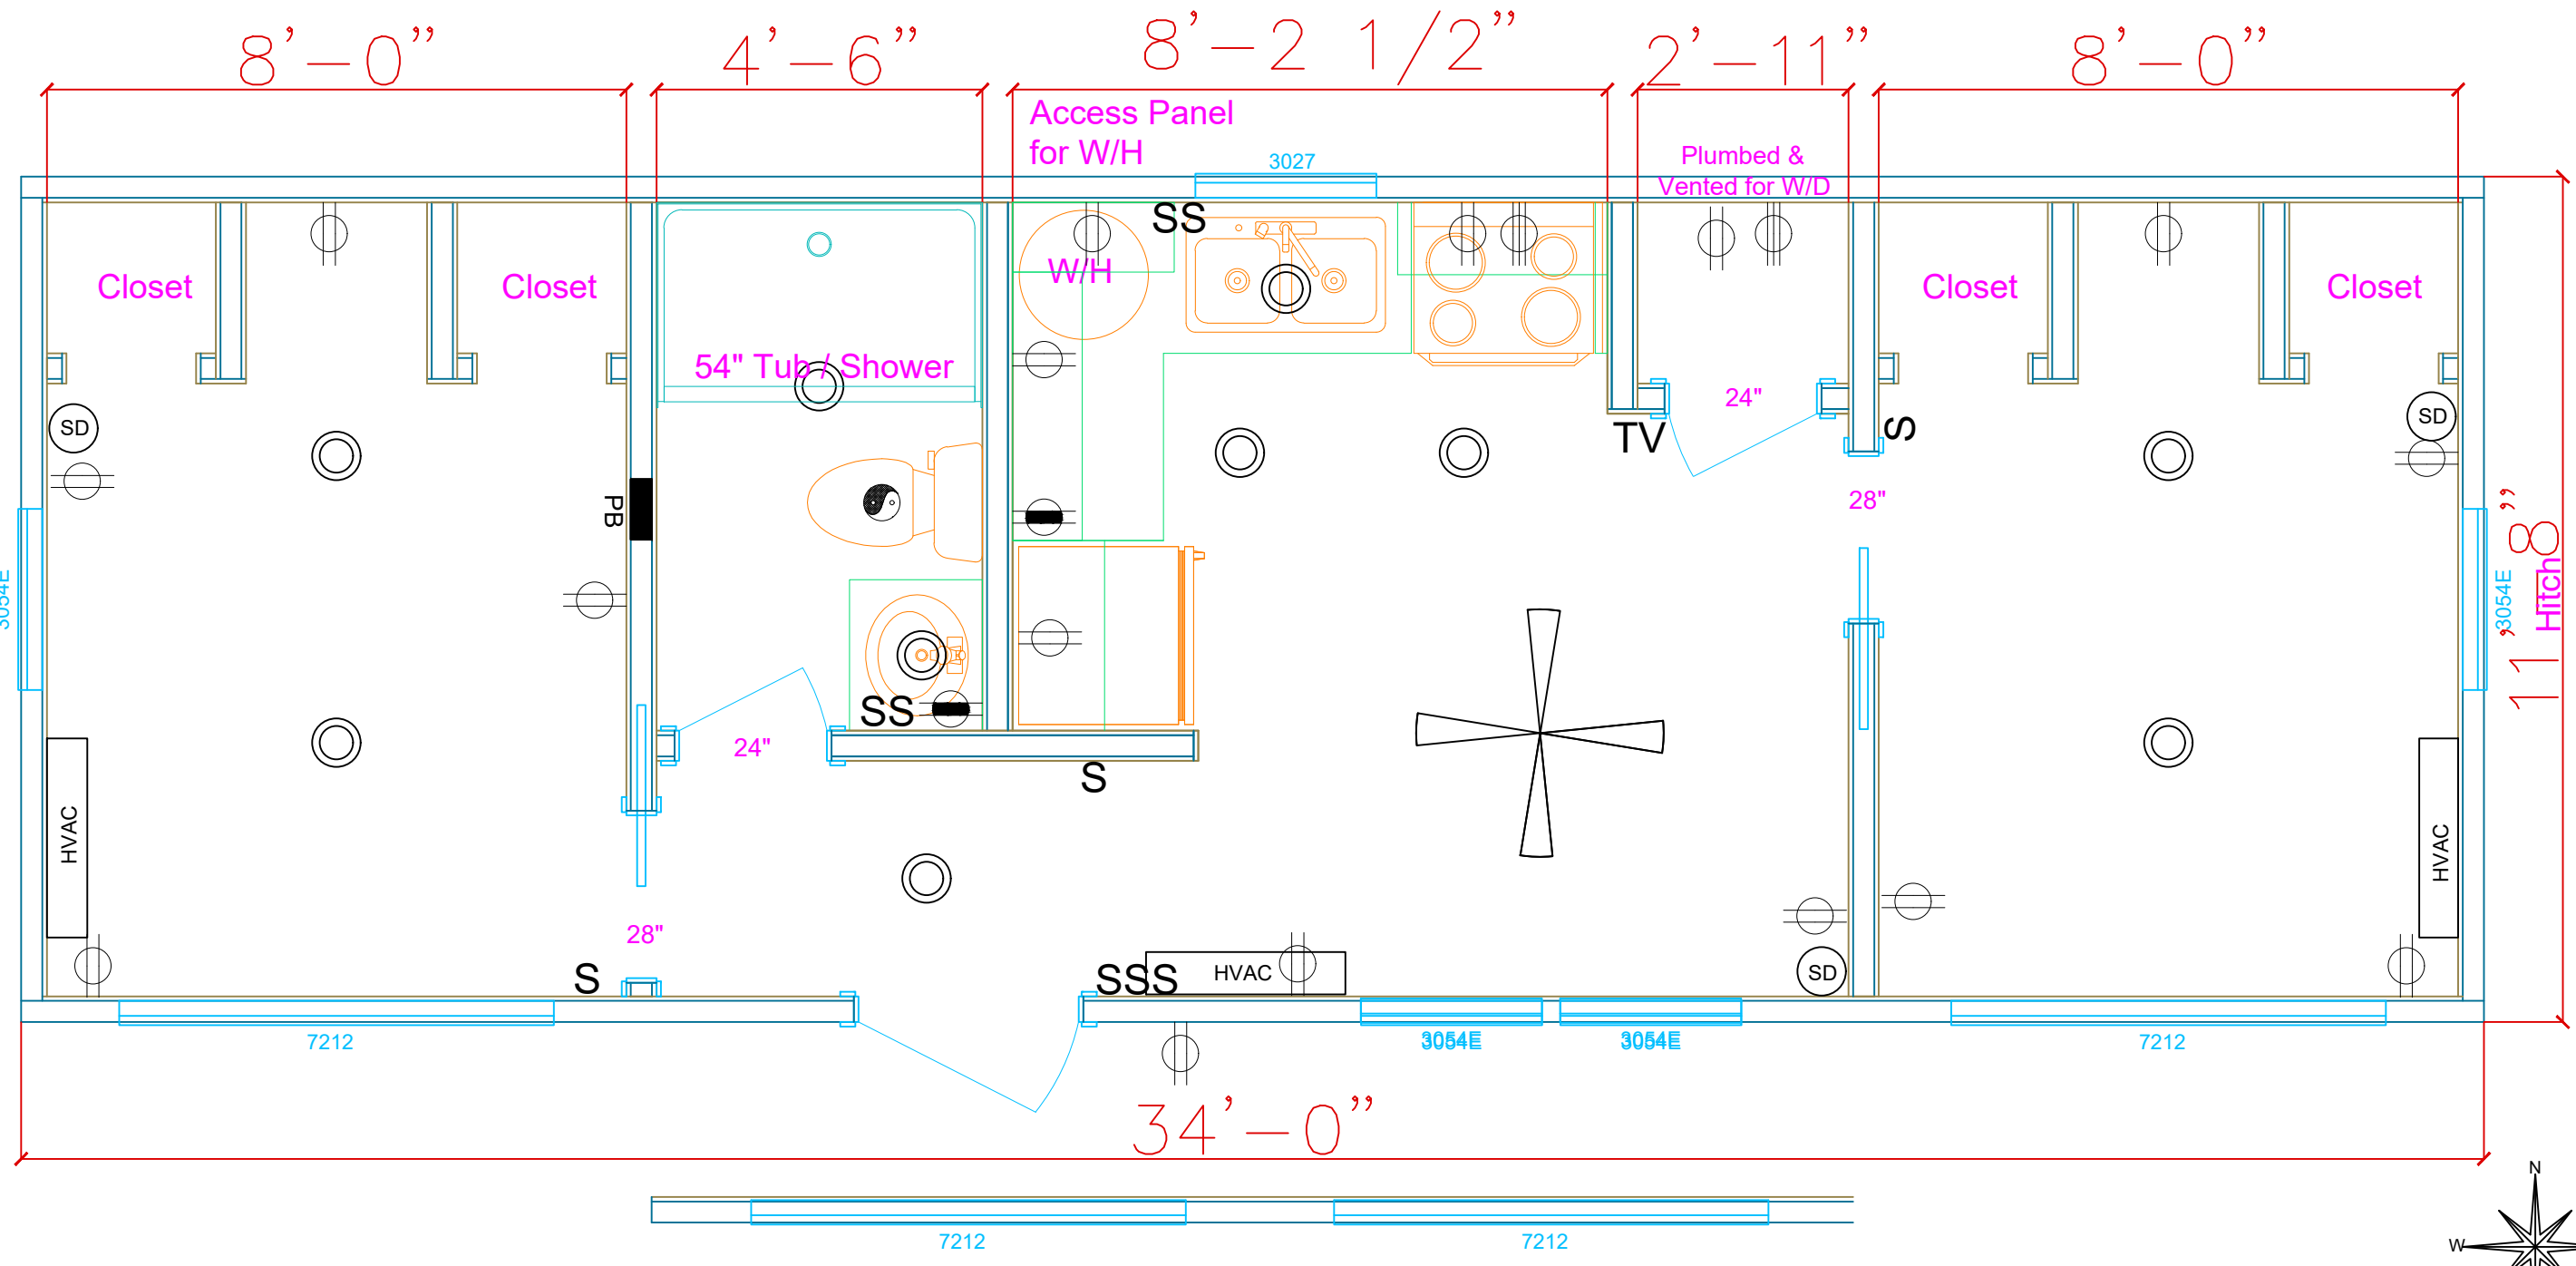 8'-0"
4'-6"
8'-2 1/2"
2'-11"
8'-0"
Access Panel
for W/H
3027
Plumbed &
Vented for W/D
SS
W/H
Closet
Closet
Closet
Closet
54" Tub / Shower
24"
SD
TV
S
SD
PB
28"
3054E
3054E
Hitch
11'-8"
SS
24"
S
HVAC
HVAC
28"
S
SSS
HVAC
SD
7212
3054E
3054E
7212
34'-0"
7212
7212
N
W